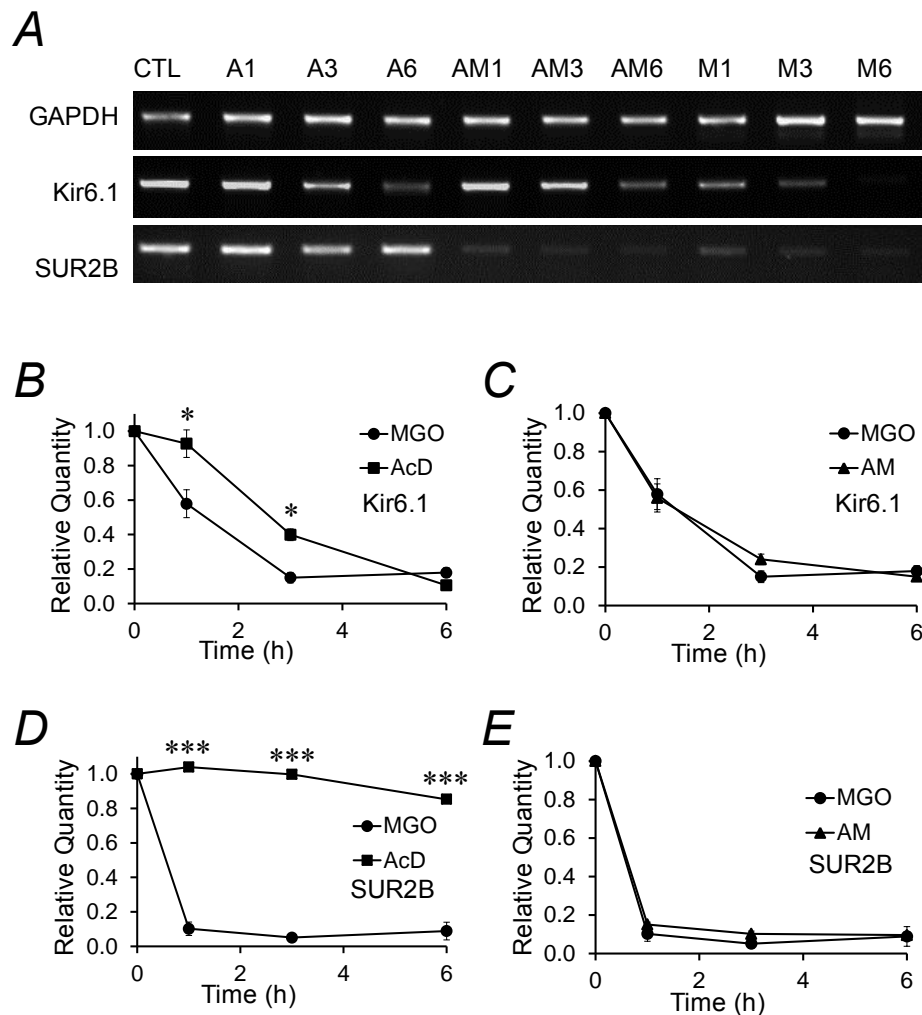 A
CTL A1 A3 A6 AM1 AM3 AM6 M1 M3 M6
GAPDH
Kir6.1
SUR2B
B
Relative Quantity
1.0
0.8
0.6
0.4
0.2
0.0
*
*
MGO
AcD
Kir6.1
0 2 4 6
Time (h)
C
Relative Quantity
1.0
0.8
0.6
0.4
0.2
0.0
MGO
AM
Kir6.1
0 2 4 6
Time (h)
D
Relative Quantity
1.0
0.8
0.6
0.4
0.2
0.0
*** *** ***
MGO
AcD
SUR2B
0 2 4 6
Time (h)
E
Relative Quantity
1.0
0.8
0.6
0.4
0.2
0.0
MGO
AM
SUR2B
0 2 4 6
Time (h)